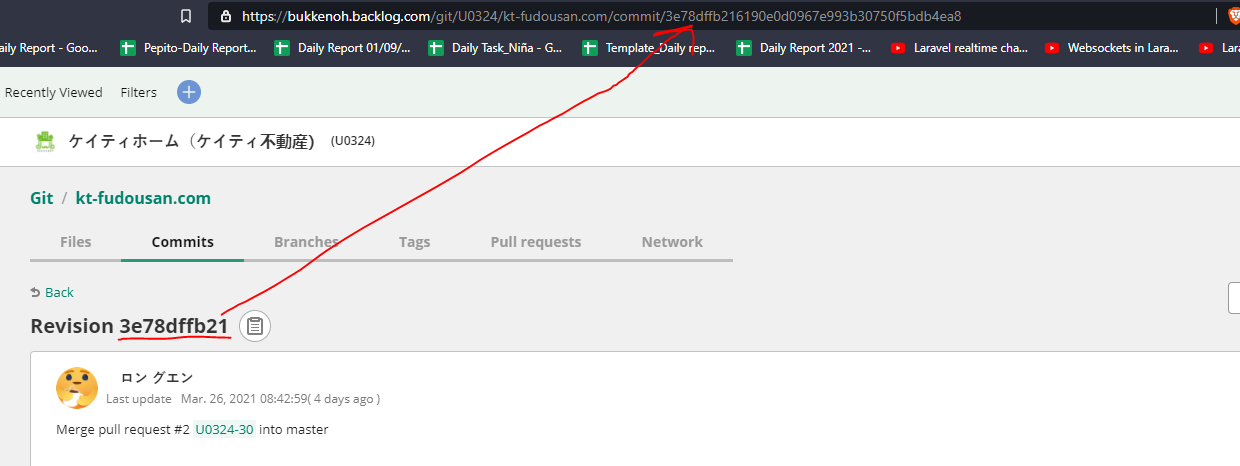 https://bukkenoh.backlog.com/git/U0324/kt-fudousan.com/commit/3e78dffb216190e0d0967e993b30750f5bdb4ea8
aily Report - Goo... Pepito-Daily Report... Daily Report 01/09/... Daily Task_Niña - G... Template_Daily rep... Daily Report 2021 -... Laravel realtime cha... Websockets in Lara... Lara
Recently Viewed Filters
ケイティホーム（ケイティ不動産） (U0324)
Git / kt-fudousan.com
Files Commits Branches Tags Pull requests Network
Back
Revision 3e78dffb21
ロン グエン
Last update Mar. 26, 2021 08:42:59( 4 days ago )
Merge pull request #2 U0324-30 into master